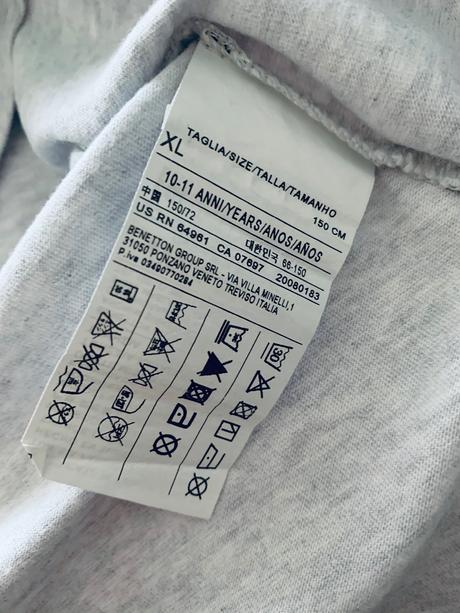 TAGLIA/SIZE/TALLA/TAMANHO
XL 150 CM
10-11 ANNI/YEARS/ANOS/AÑOS
中国 150/72 대한민국 66-150
US RN 64961 CA 07697 20080183
BENETTON GROUP SRL - VIA VILLA MINELLI,1
31050 PONZANO VENETO TREVISO ITALIA
p.iva 03490770264